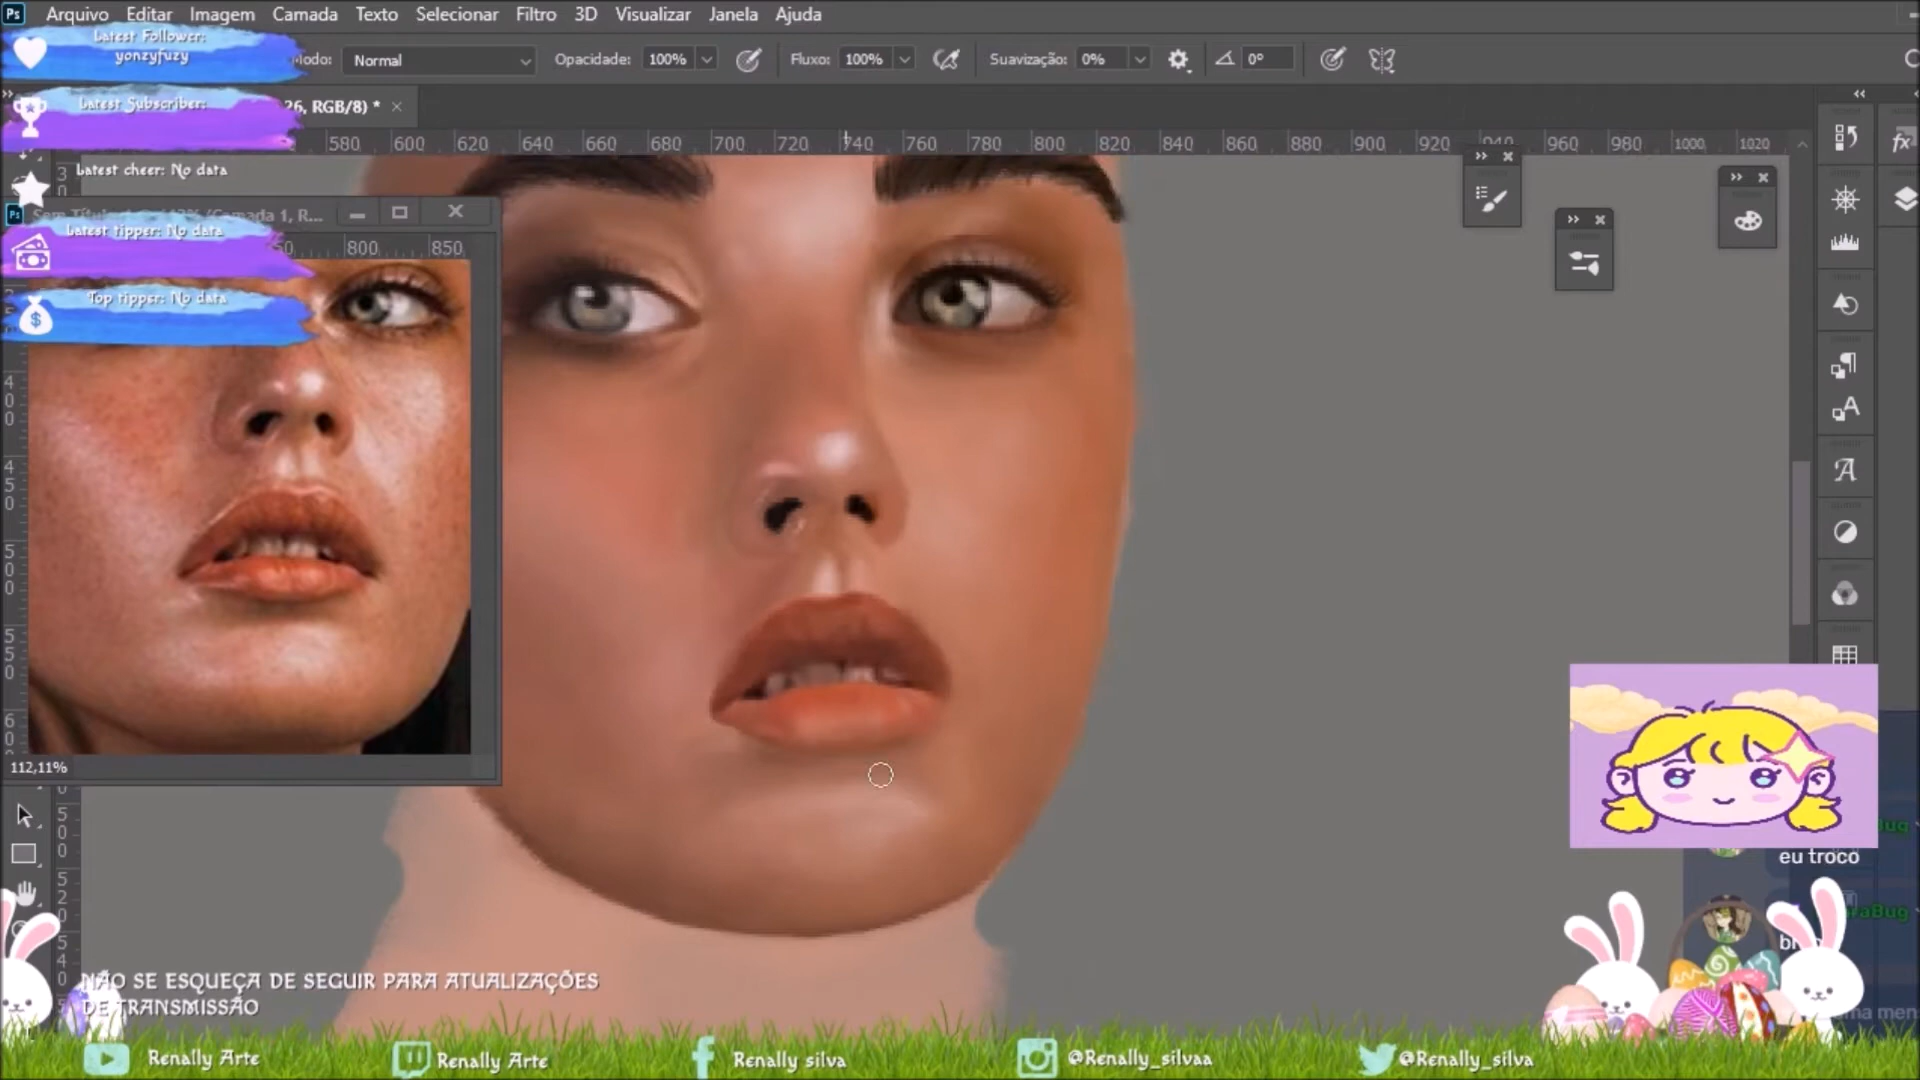 Ps Arquivo Editar Imagem Camada Texto Selecionar Filtro 3D Visualizar Janela Ajuda
Latest Follower:
yonzyfuzy
Modo: Normal Opacidade: 100% Fluxo: 100% Suavização: 0% 0°
Latest Subscriber:
26, RGB/8) *
580 600 620 640 660 680 700 720 740 760 780 800 820 840 860 880 900 920 940 960 980 1000 1020
Latest cheer: No data
(Camada 1, R...
Latest tipper: No data
800 850
Top tipper: No data
112,11%
eu troco
NÃO SE ESQUEÇA DE SEGUIR PARA ATUALIZAÇÕES
DE TRANSMISSÃO
Renally Arte
Renally Arte
Renally silva
@Renally_silvaa
@Renally_silva